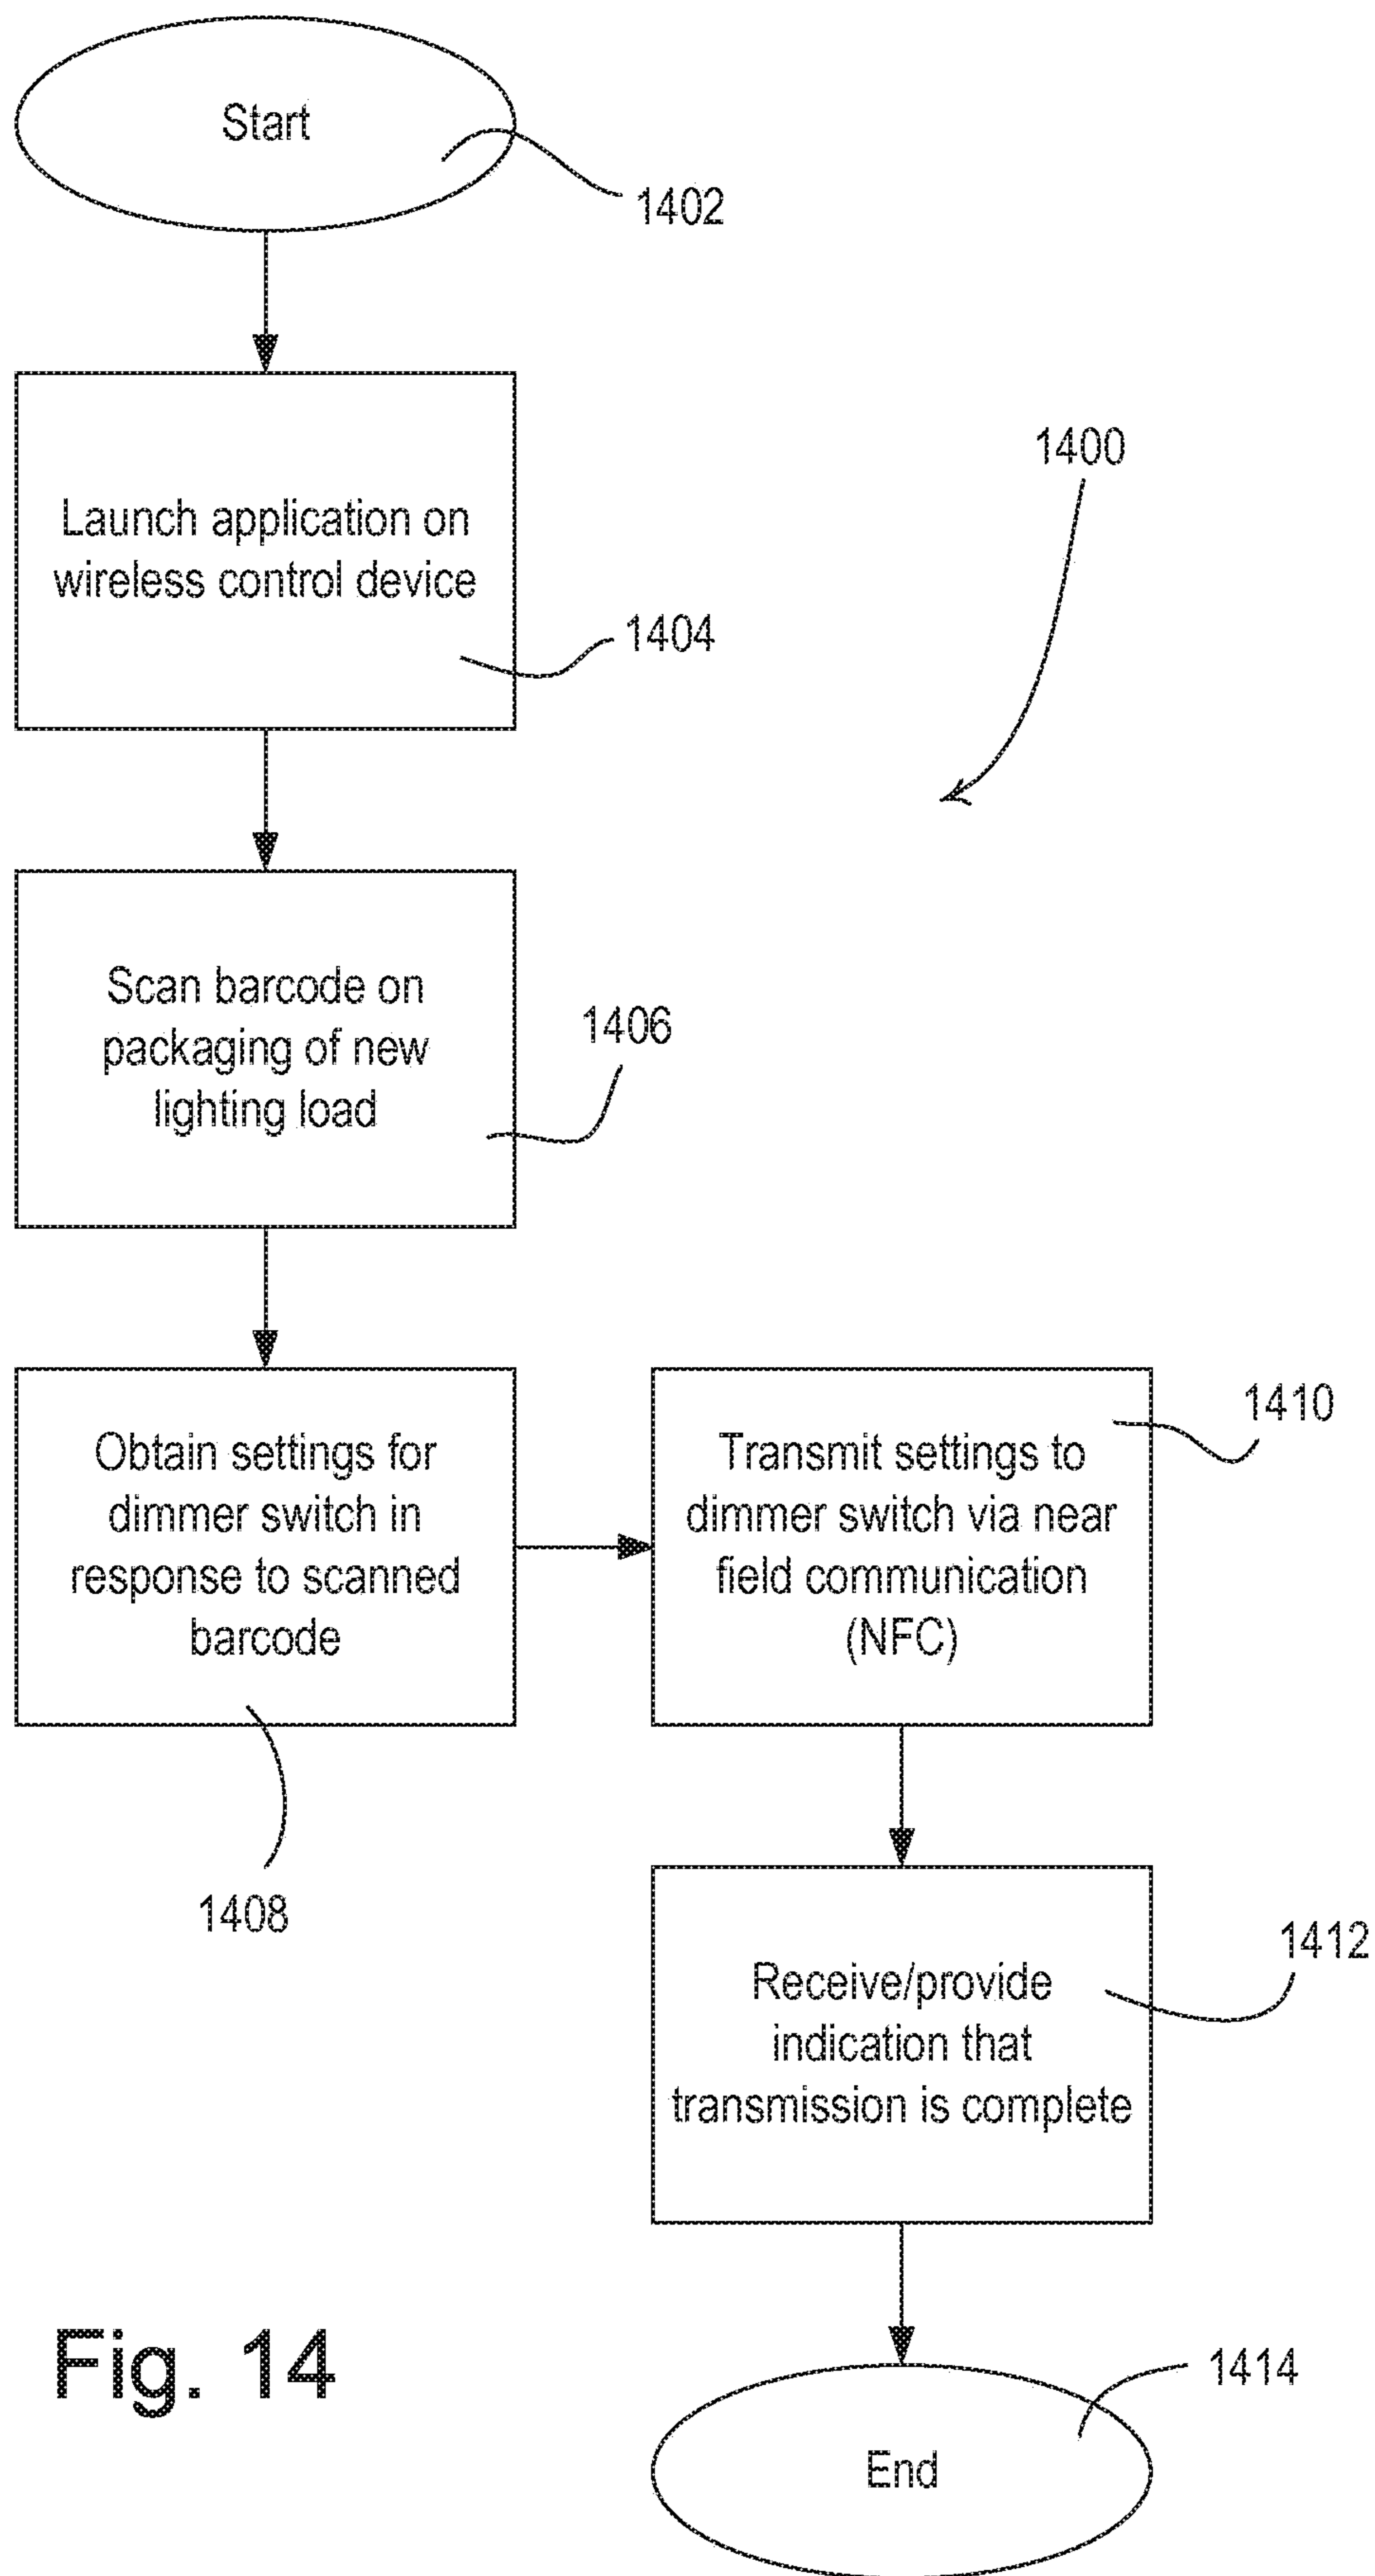 Start
1402
1400
Launch application on
wireless control device
1404
Scan barcode on
packaging of new
lighting load
1406
Obtain settings for
dimmer switch in
response to scanned
barcode
1408
Transmit settings to
dimmer switch via near
field communication
(NFC)
1410
Receive/provide
indication that
transmission is complete
1412
End
1414
Fig. 14